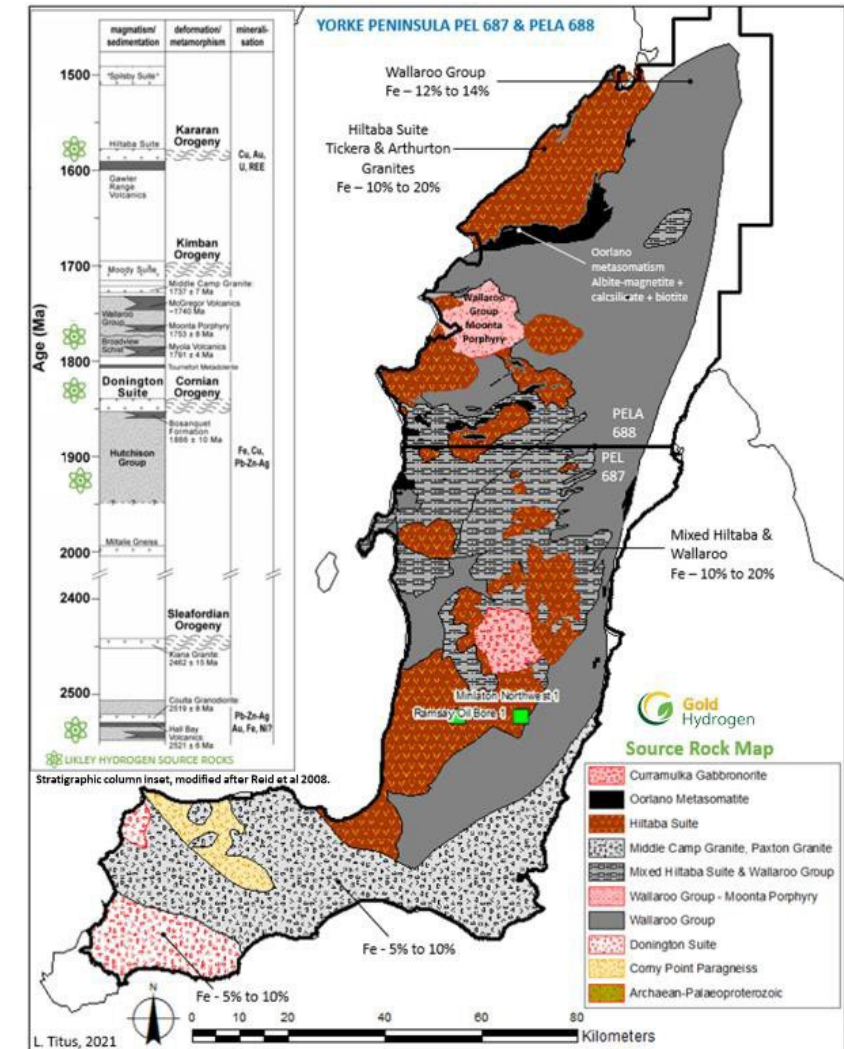 YORKE PENINSULA PEL 687 & PELA 688
magmatism/
sedimentation
deformation/
metamorphism
minerali-
sation
Age (Ma)
1500
"Spilsby Suite"
Hiltaba Suite
Kararan
Orogeny
Cu, Au,
U, REE
1600
Gawler
Range
Volcanics
Kimban
Orogeny
1700
Moody Suite
Middle Camp Granite
1737 ± 7 Ma
McGregor Volcanics
~1740 Ma
Wallaroo
Group
Moonta Porphyry
1753 ± 8 Ma
Broadview
Schist
Myola Volcanics
1791 ± 4 Ma
1800
Tournefort Metadolerite
Donington
Suite
Cornian
Orogeny
Bosanquet
Formation
1866 ± 10 Ma
1900
Hutchison
Group
Fe, Cu,
Pb-Zn-Ag
2000
Miltalie Gneiss
2400
Sleafordian
Orogeny
Kiana Granite
2462 ± 15 Ma
2500
Coulta Granodiorite
2519 ± 8 Ma
Pb-Zn-Ag
Au, Fe, Ni?
Hall Bay
Volcanics
2521 ± 6 Ma
LIKLEY HYDROGEN SOURCE ROCKS
Stratigraphic column inset, modified after Reid et al 2008.
Wallaroo Group
Fe – 12% to 14%
Hiltaba Suite
Tickera & Arthurton
Granites
Fe – 10% to 20%
Oorlano
metasomatism
Albite-magnetite +
calcsilicate + biotite
Wallaroo
Group
Moonta
Porphyry
PELA
688
PEL
687
Mixed Hiltaba &
Wallaroo
Fe – 10% to 20%
Minlaton Northwest 1
Ramsay Oil Bore 1
Fe - 5% to 10%
Fe - 5% to 10%
Gold
Hydrogen
Source Rock Map
Curramulka Gabbronorite
Oorlano Metasomatite
Hiltaba Suite
Middle Camp Granite, Paxton Granite
Mixed Hiltaba Suite & Wallaroo Group
Wallaroo Group - Moonta Porphyry
Wallaroo Group
Donington Suite
Corny Point Paragneiss
Archaean-Palaeoproterozoic
N
0 20 40 60 80
Kilometers
L. Titus, 2021